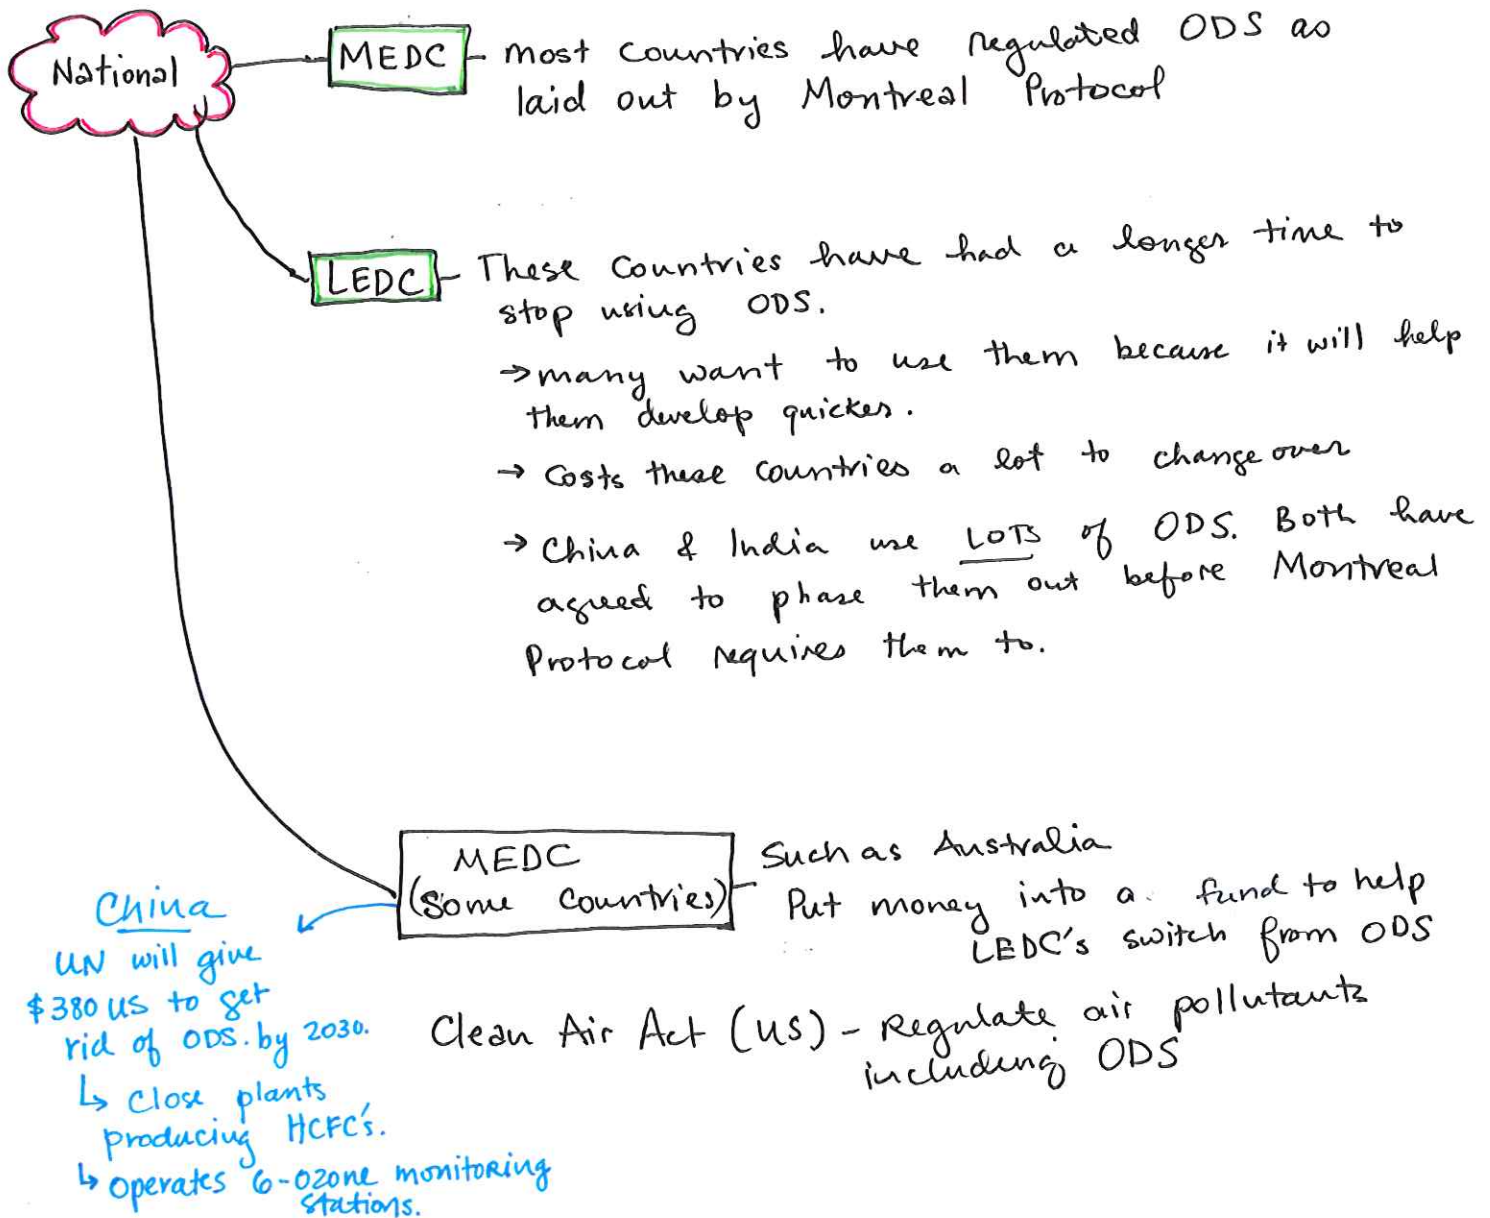 National
MEDC - most countries have regulated ODS as
laid out by Montreal Protocol
LEDC - These countries have had a longer time to
stop using ODS.
→ many want to use them because it will help
them develop quicker.
→ Costs these countries a lot to change over
→ China & India use LOTS of ODS. Both have
agreed to phase them out before Montreal
Protocol requires them to.
MEDC
(Some Countries) - Such as Australia
Put money into a fund to help
LEDC's switch from ODS
Clean Air Act (US) - Regulate air pollutants
including ODS
China
UN will give
$380 US to get
rid of ODS. by 2030.
↳ Close plants
producing HCFC's.
↳ operates 6-ozone monitoring
stations.